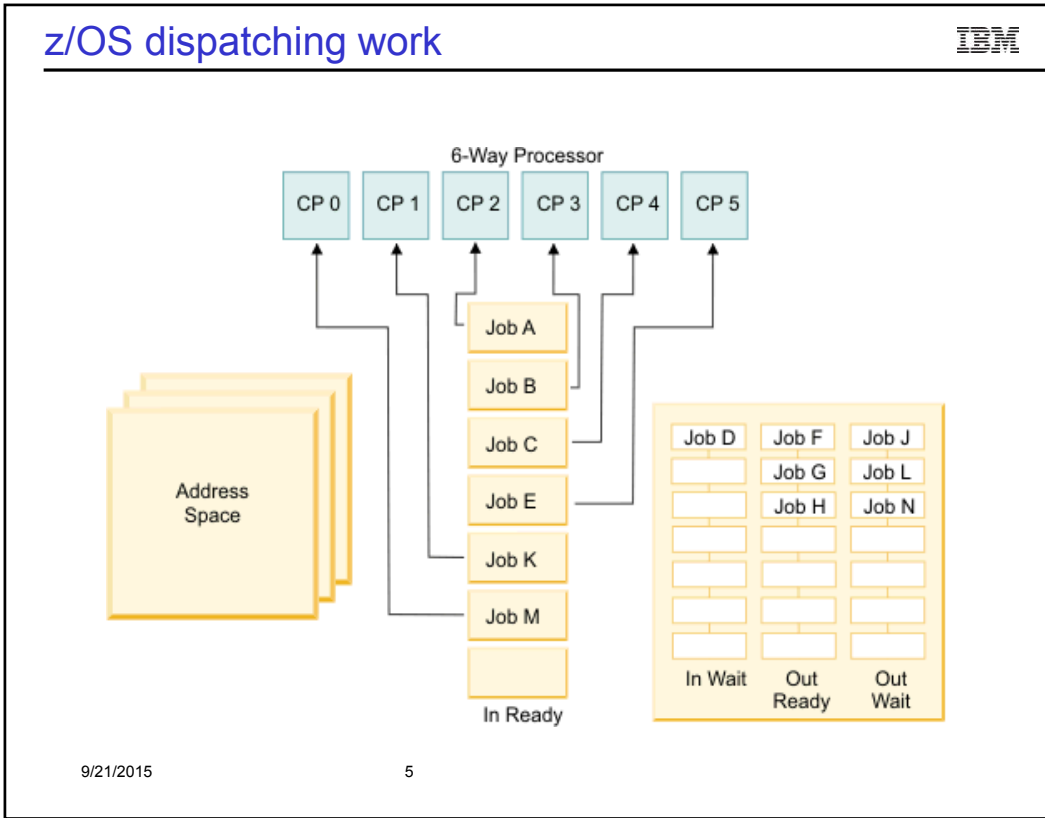 z/OS dispatching work
IBM
6-Way Processor
CP 0
CP 1
CP 2
CP 3
CP 4
CP 5
Job A
Job B
Job C
Job E
Job K
Job M
In Ready
Address
Space
Job D
Job F
Job J
Job G
Job L
Job H
Job N
In Wait
Out
Ready
Out
Wait
9/21/2015
5